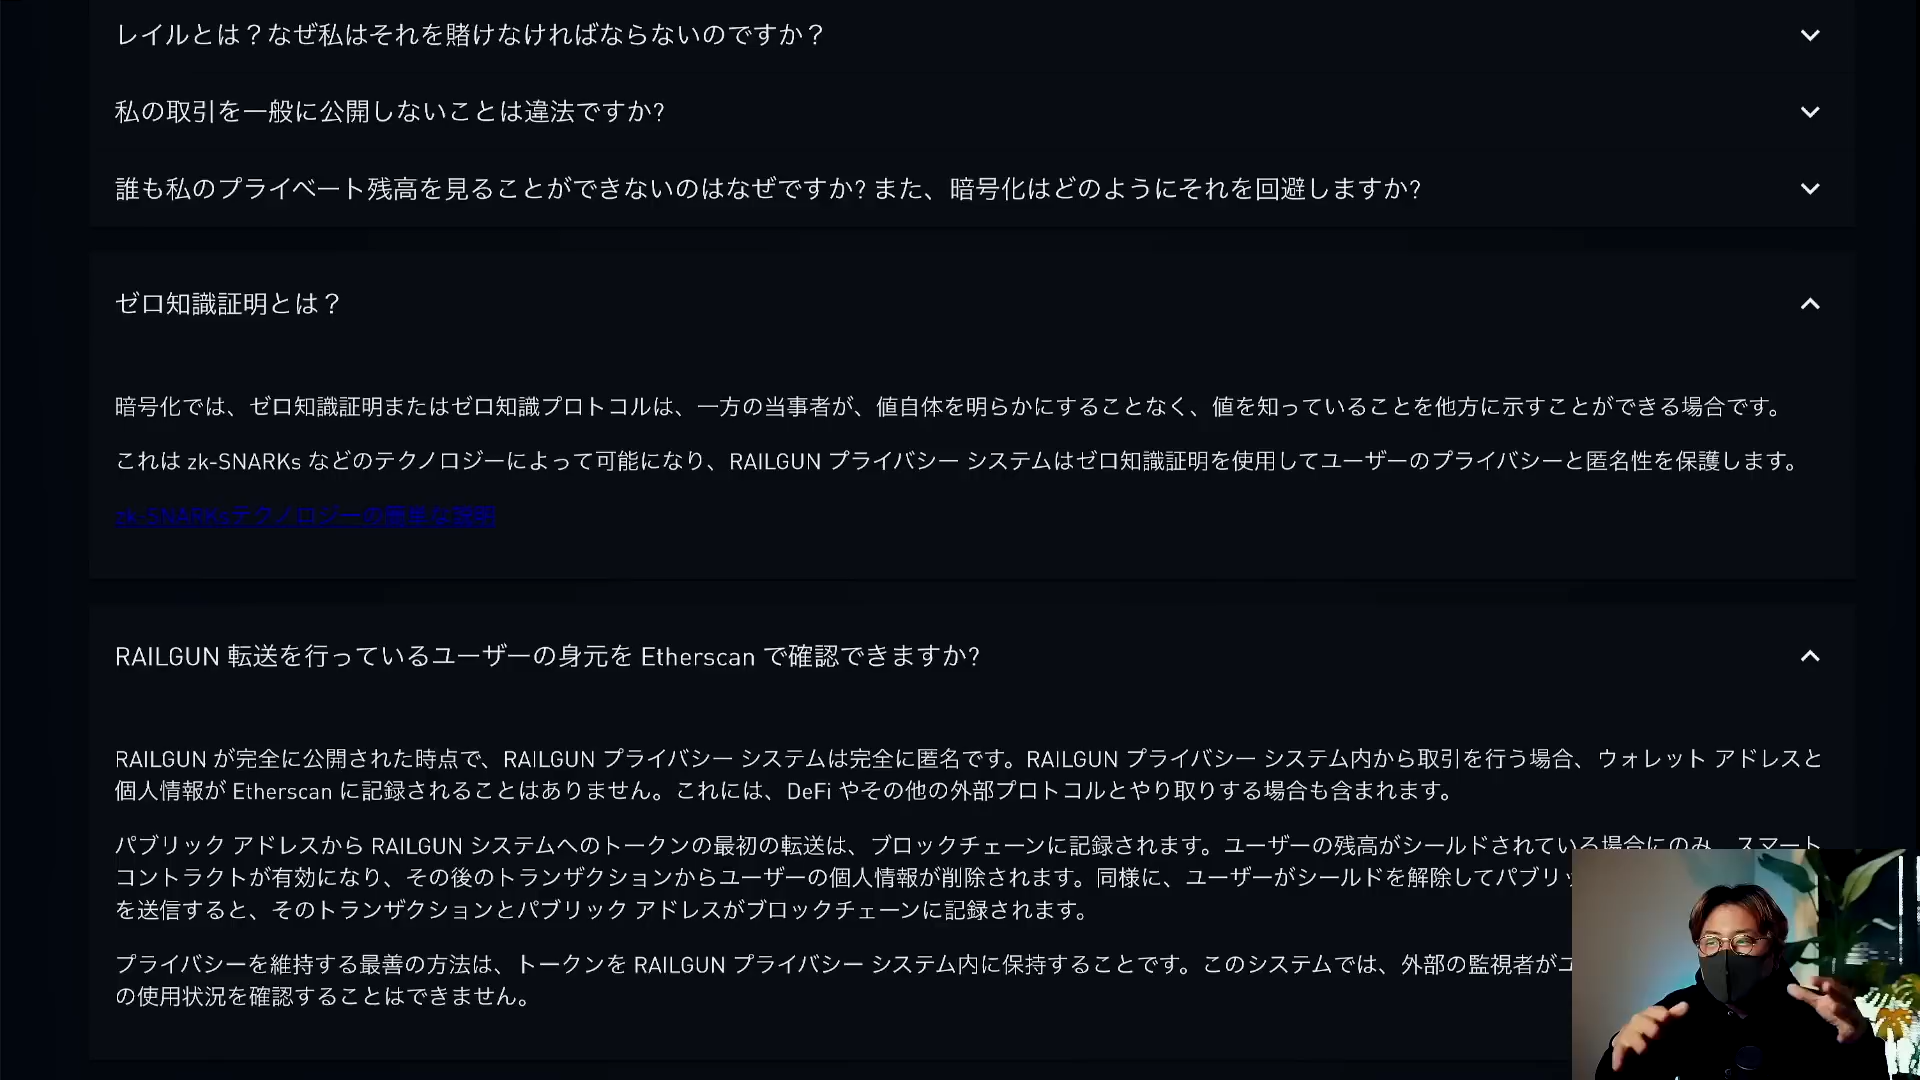 レイルとは？なぜ私はそれを賭けなければならないのですか？
私の取引を一般に公開しないことは違法ですか?
誰も私のプライベート残高を見ることができないのはなぜですか? また、暗号化はどのようにそれを回避しますか?
ゼロ知識証明とは？
暗号化では、ゼロ知識証明またはゼロ知識プロトコルは、一方の当事者が、値自体を明らかにすることなく、値を知っていることを他方に示すことができる場合です。
これは zk-SNARKs などのテクノロジーによって可能になり、RAILGUN プライバシー システムはゼロ知識証明を使用してユーザーのプライバシーと匿名性を保護します。
zk-SNARKsテクノロジーの簡単な説明
RAILGUN 転送を行っているユーザーの身元を Etherscan で確認できますか?
RAILGUN が完全に公開された時点で、RAILGUN プライバシー システムは完全に匿名です。RAILGUN プライバシー システム内から取引を行う場合、ウォレット アドレスと
個人情報が Etherscan に記録されることはありません。これには、DeFi やその他の外部プロトコルとやり取りする場合も含まれます。
パブリック アドレスから RAILGUN システムへのトークンの最初の転送は、ブロックチェーンに記録されます。ユーザーの残高がシールドされている場合にのみ、スマート
コントラクトが有効になり、その後のトランザクションからユーザーの個人情報が削除されます。同様に、ユーザーがシールドを解除してパブリッ
を送信すると、そのトランザクションとパブリック アドレスがブロックチェーンに記録されます。
プライバシーを維持する最善の方法は、トークンを RAILGUN プライバシー システム内に保持することです。このシステムでは、外部の監視者がユ
の使用状況を確認することはできません。